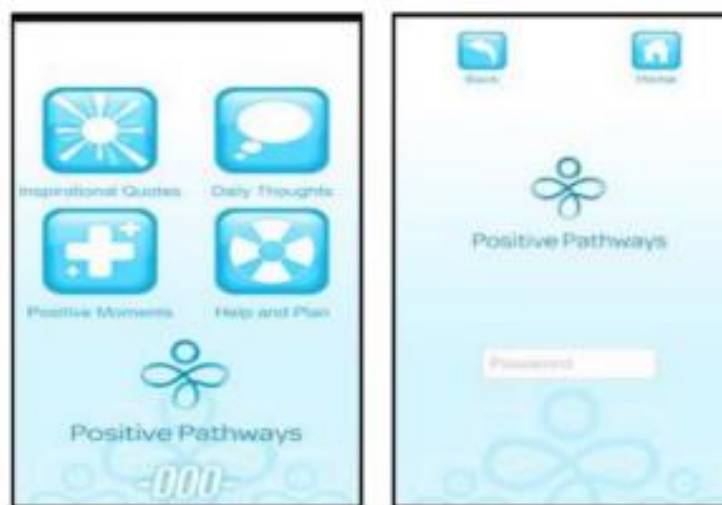 Inspirational Quotes
Daily Thoughts
Positive Moments
Help and Plan
Positive Pathways
-000-
Back
Home
Positive Pathways
Password